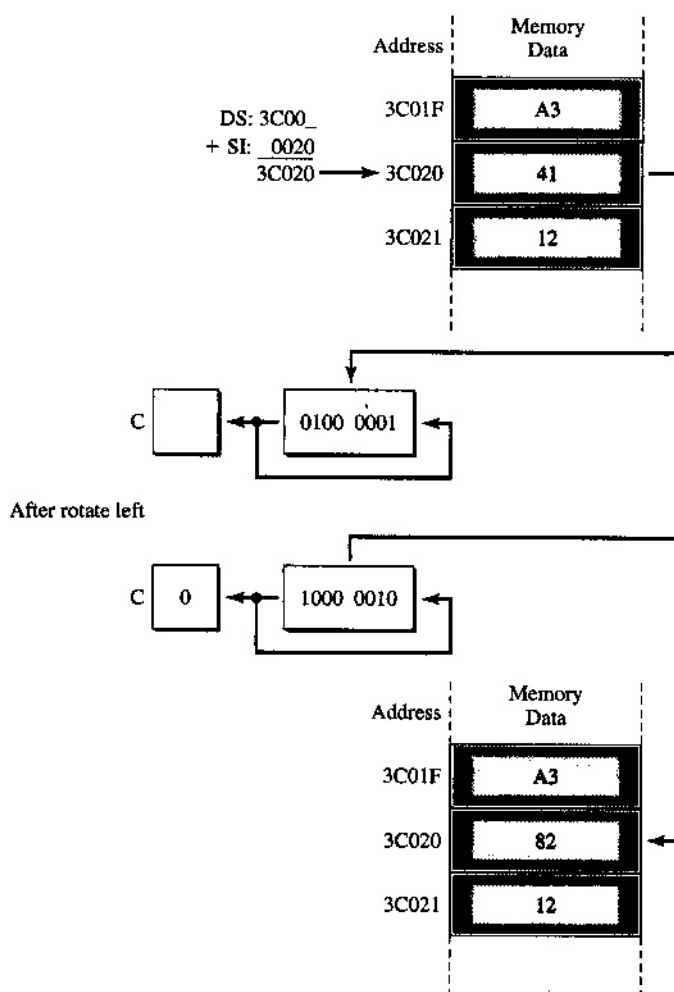 Memory
Address Data
3C01F A3
DS: 3C00_
+ SI: 0020
3C020 3C020 41
3C021 12
C 0100 0001
After rotate left
C 0 1000 0010
Memory
Address Data
3C01F A3
3C020 82
3C021 12